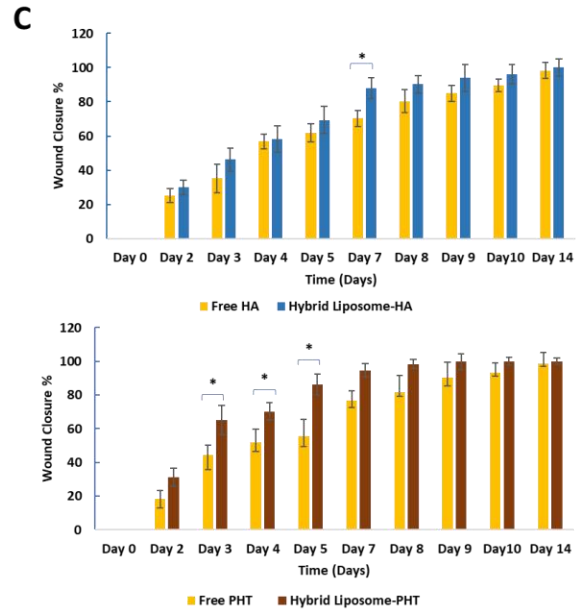 C
Wound Closure %
120
100
80
60
40
20
0
*
Day 0 Day 2 Day 3 Day 4 Day 5 Day 7 Day 8 Day 9 Day10 Day 14
Time (Days)
Free HA Hybrid Liposome-HA
Wound Closure %
120
100
80
60
40
20
0
* * *
Day 0 Day 2 Day 3 Day 4 Day 5 Day 7 Day 8 Day 9 Day10 Day 14
Time (Days)
Free PHT Hybrid Liposome-PHT